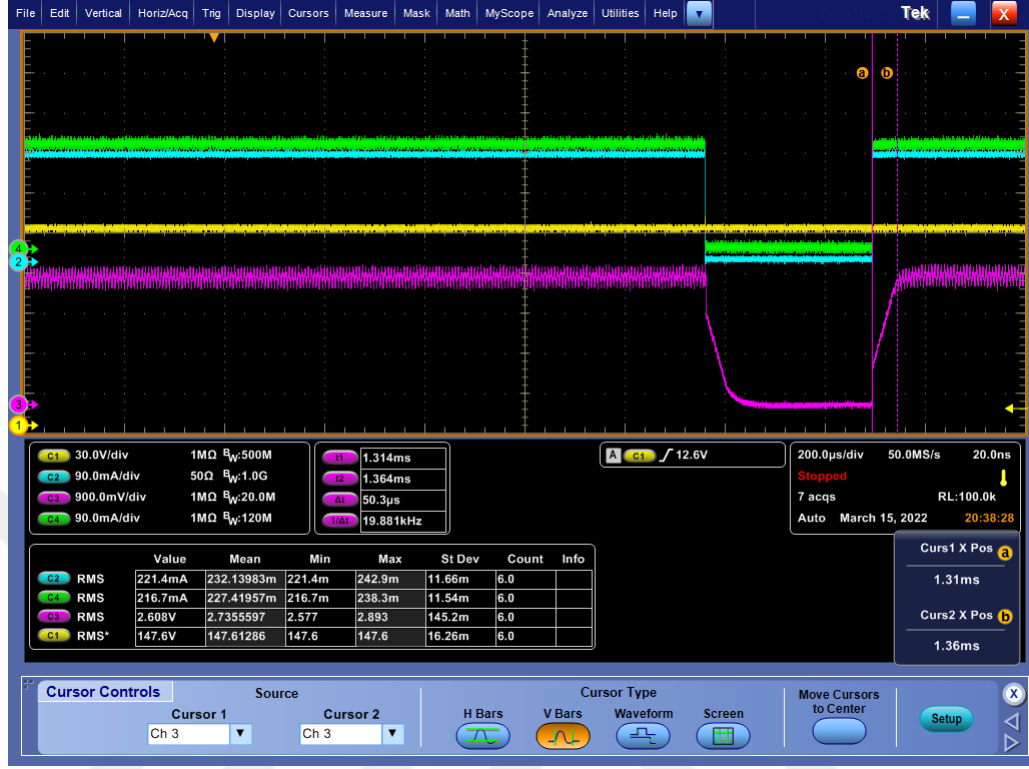 File Edit Vertical Horiz/Acq Trig Display Cursors Measure Mask Math MyScope Analyze Utilities Help Tek X
a b
4
2
3
1
C1 30.0V/div 1MΩ BW:500M
C2 90.0mA/div 50Ω BW:1.0G
C3 900.0mV/div 1MΩ BW:20.0M
C4 90.0mA/div 1MΩ BW:120M
t1 1.314ms
t2 1.364ms
Δt 50.3µs
1/Δt 19.881kHz
A C1 12.6V
200.0µs/div 50.0MS/s 20.0ns
Stopped
7 acqs RL:100.0k
Auto March 15, 2022 20:38:28
Value Mean Min Max St Dev Count Info
C2 RMS 221.4mA 232.13983m 221.4m 242.9m 11.66m 6.0
C4 RMS 216.7mA 227.41957m 216.7m 238.3m 11.54m 6.0
C3 RMS 2.608V 2.7355597 2.577 2.893 145.2m 6.0
C1 RMS* 147.6V 147.61286 147.6 147.6 16.26m 6.0
Curs1 X Pos a
1.31ms
Curs2 X Pos b
1.36ms
Cursor Controls Source Cursor Type Move Cursors to Center X
Cursor 1 Cursor 2 H Bars V Bars Waveform Screen Setup
Ch 3 Ch 3